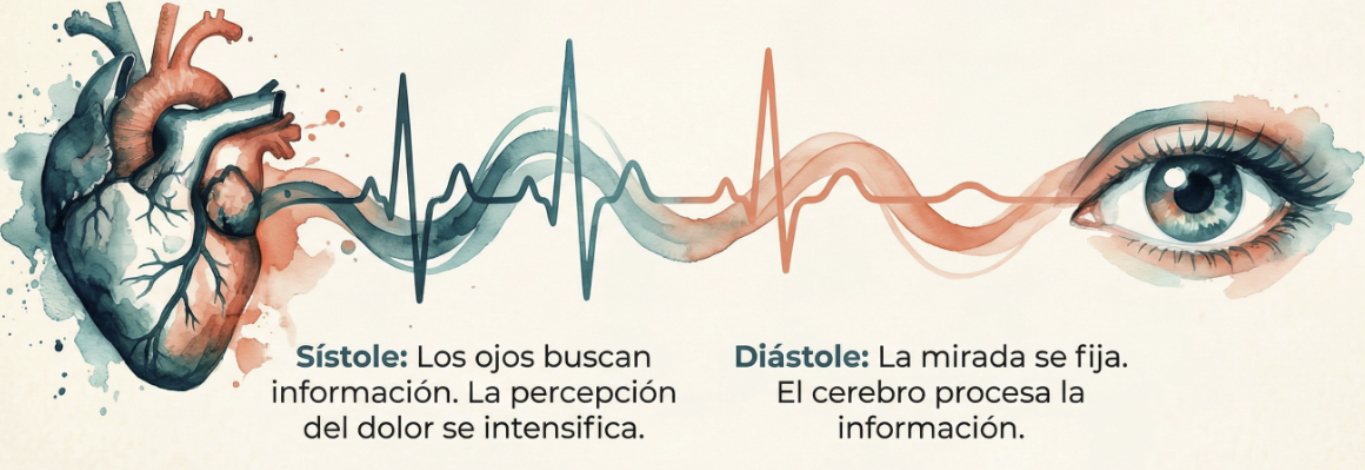 Sístole: Los ojos buscan
información. La percepción
del dolor se intensifica.
Diástole: La mirada se fija.
El cerebro procesa la
información.